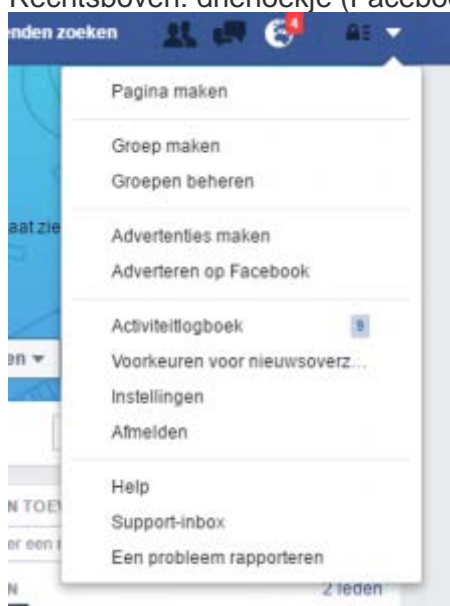 Rechtsboven: driehoekje (Facebo
enden zoeken
4
Pagina maken
Groep maken
Groepen beheren
aat zie
Advertenties maken
Adverteren op Facebook
Activiteitlogboek 9
en
Voorkeuren voor nieuwsoverz...
Instellingen
Afmelden
Help
N TOE
Support-inbox
er een
Een probleem rapporteren
N
2 leden